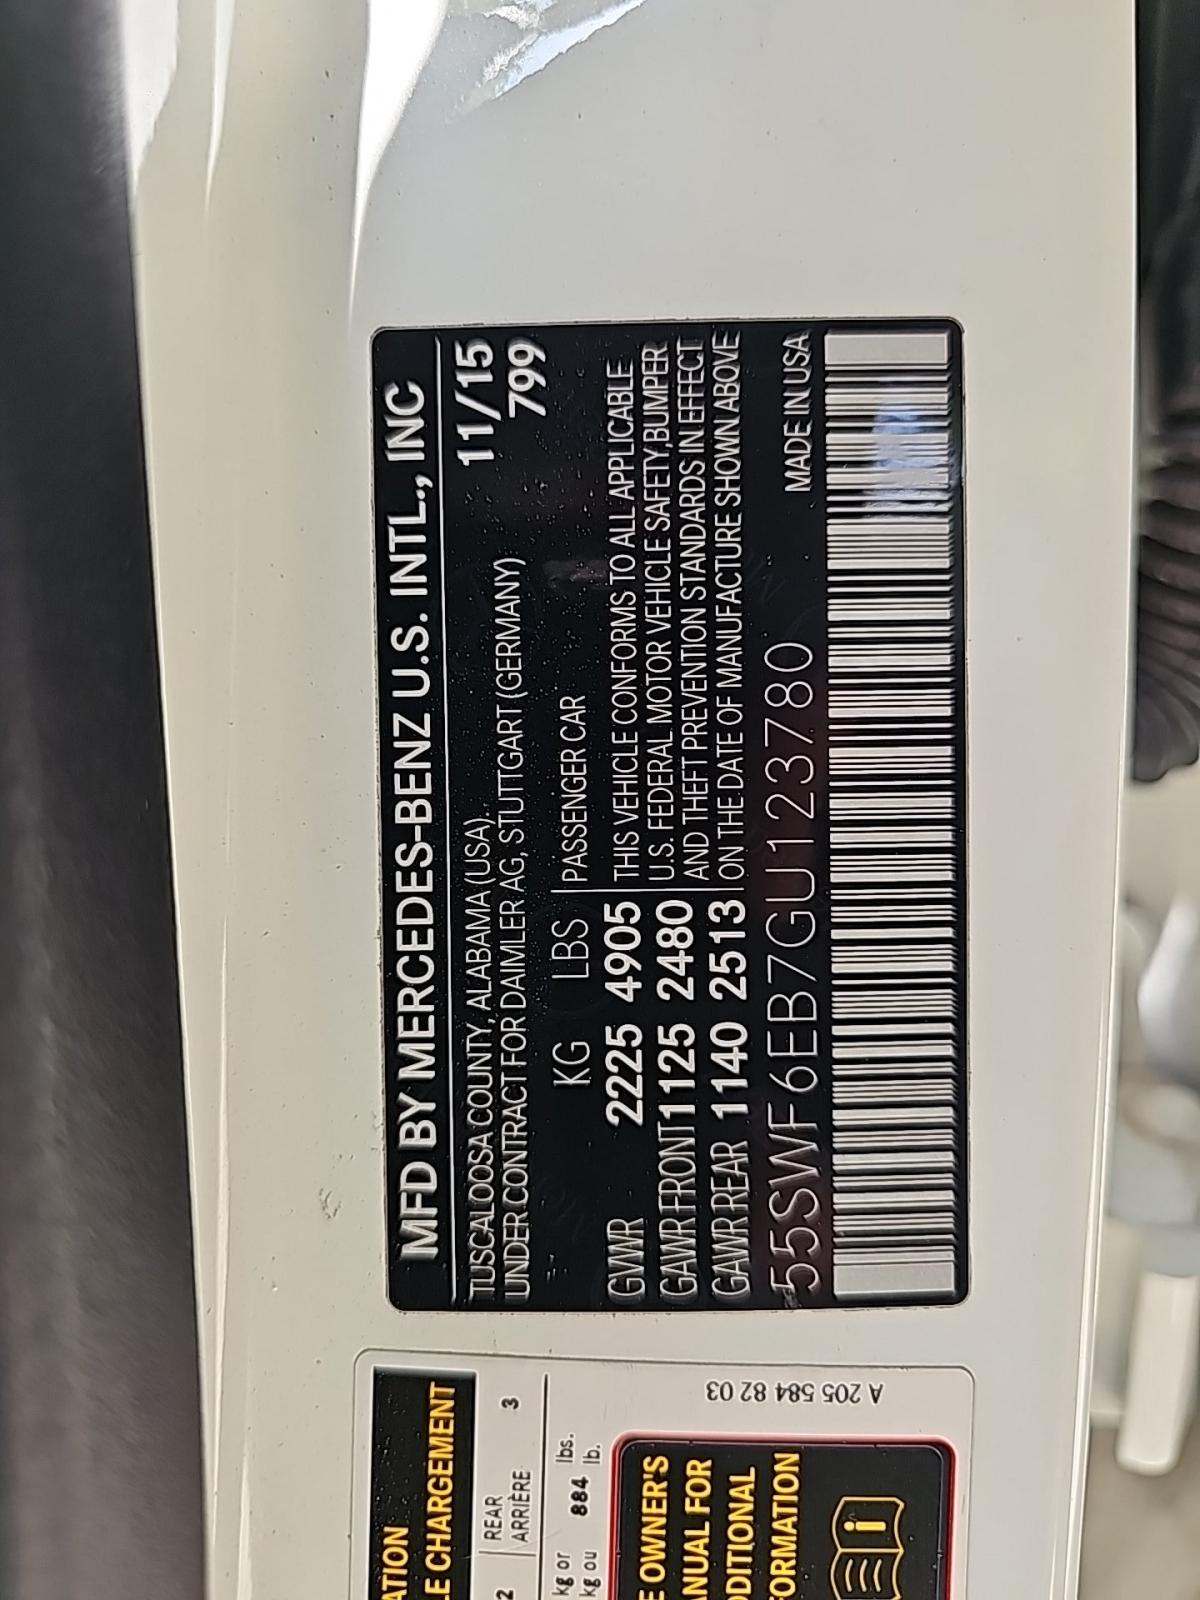 MFD BY MERCEDES-BENZ U.S. INTL., INC
TUSCALOOSA COUNTY, ALABAMA (USA), 11/15
UNDER CONTRACT FOR DAIMLER AG, STUTTGART (GERMANY) 799
KG LBS PASSENGER CAR
GVWR 2225 4905 THIS VEHICLE CONFORMS TO ALL APPLICABLE
GAWR FRONT 1125 2480 U.S. FEDERAL MOTOR VEHICLE SAFETY, BUMPER
GAWR REAR 1140 2513 AND THEFT PREVENTION STANDARDS IN EFFECT
ON THE DATE OF MANUFACTURE SHOWN ABOVE
55SWF6EB7GU123780 MADE IN USA
ATION
LE CHARGEMENT
2 REAR 3
ARRIÈRE
kg or 884 lbs.
kg ou lb.
E OWNER'S
ANUAL FOR
DDITIONAL
FORMATION
A 205 584 82 03